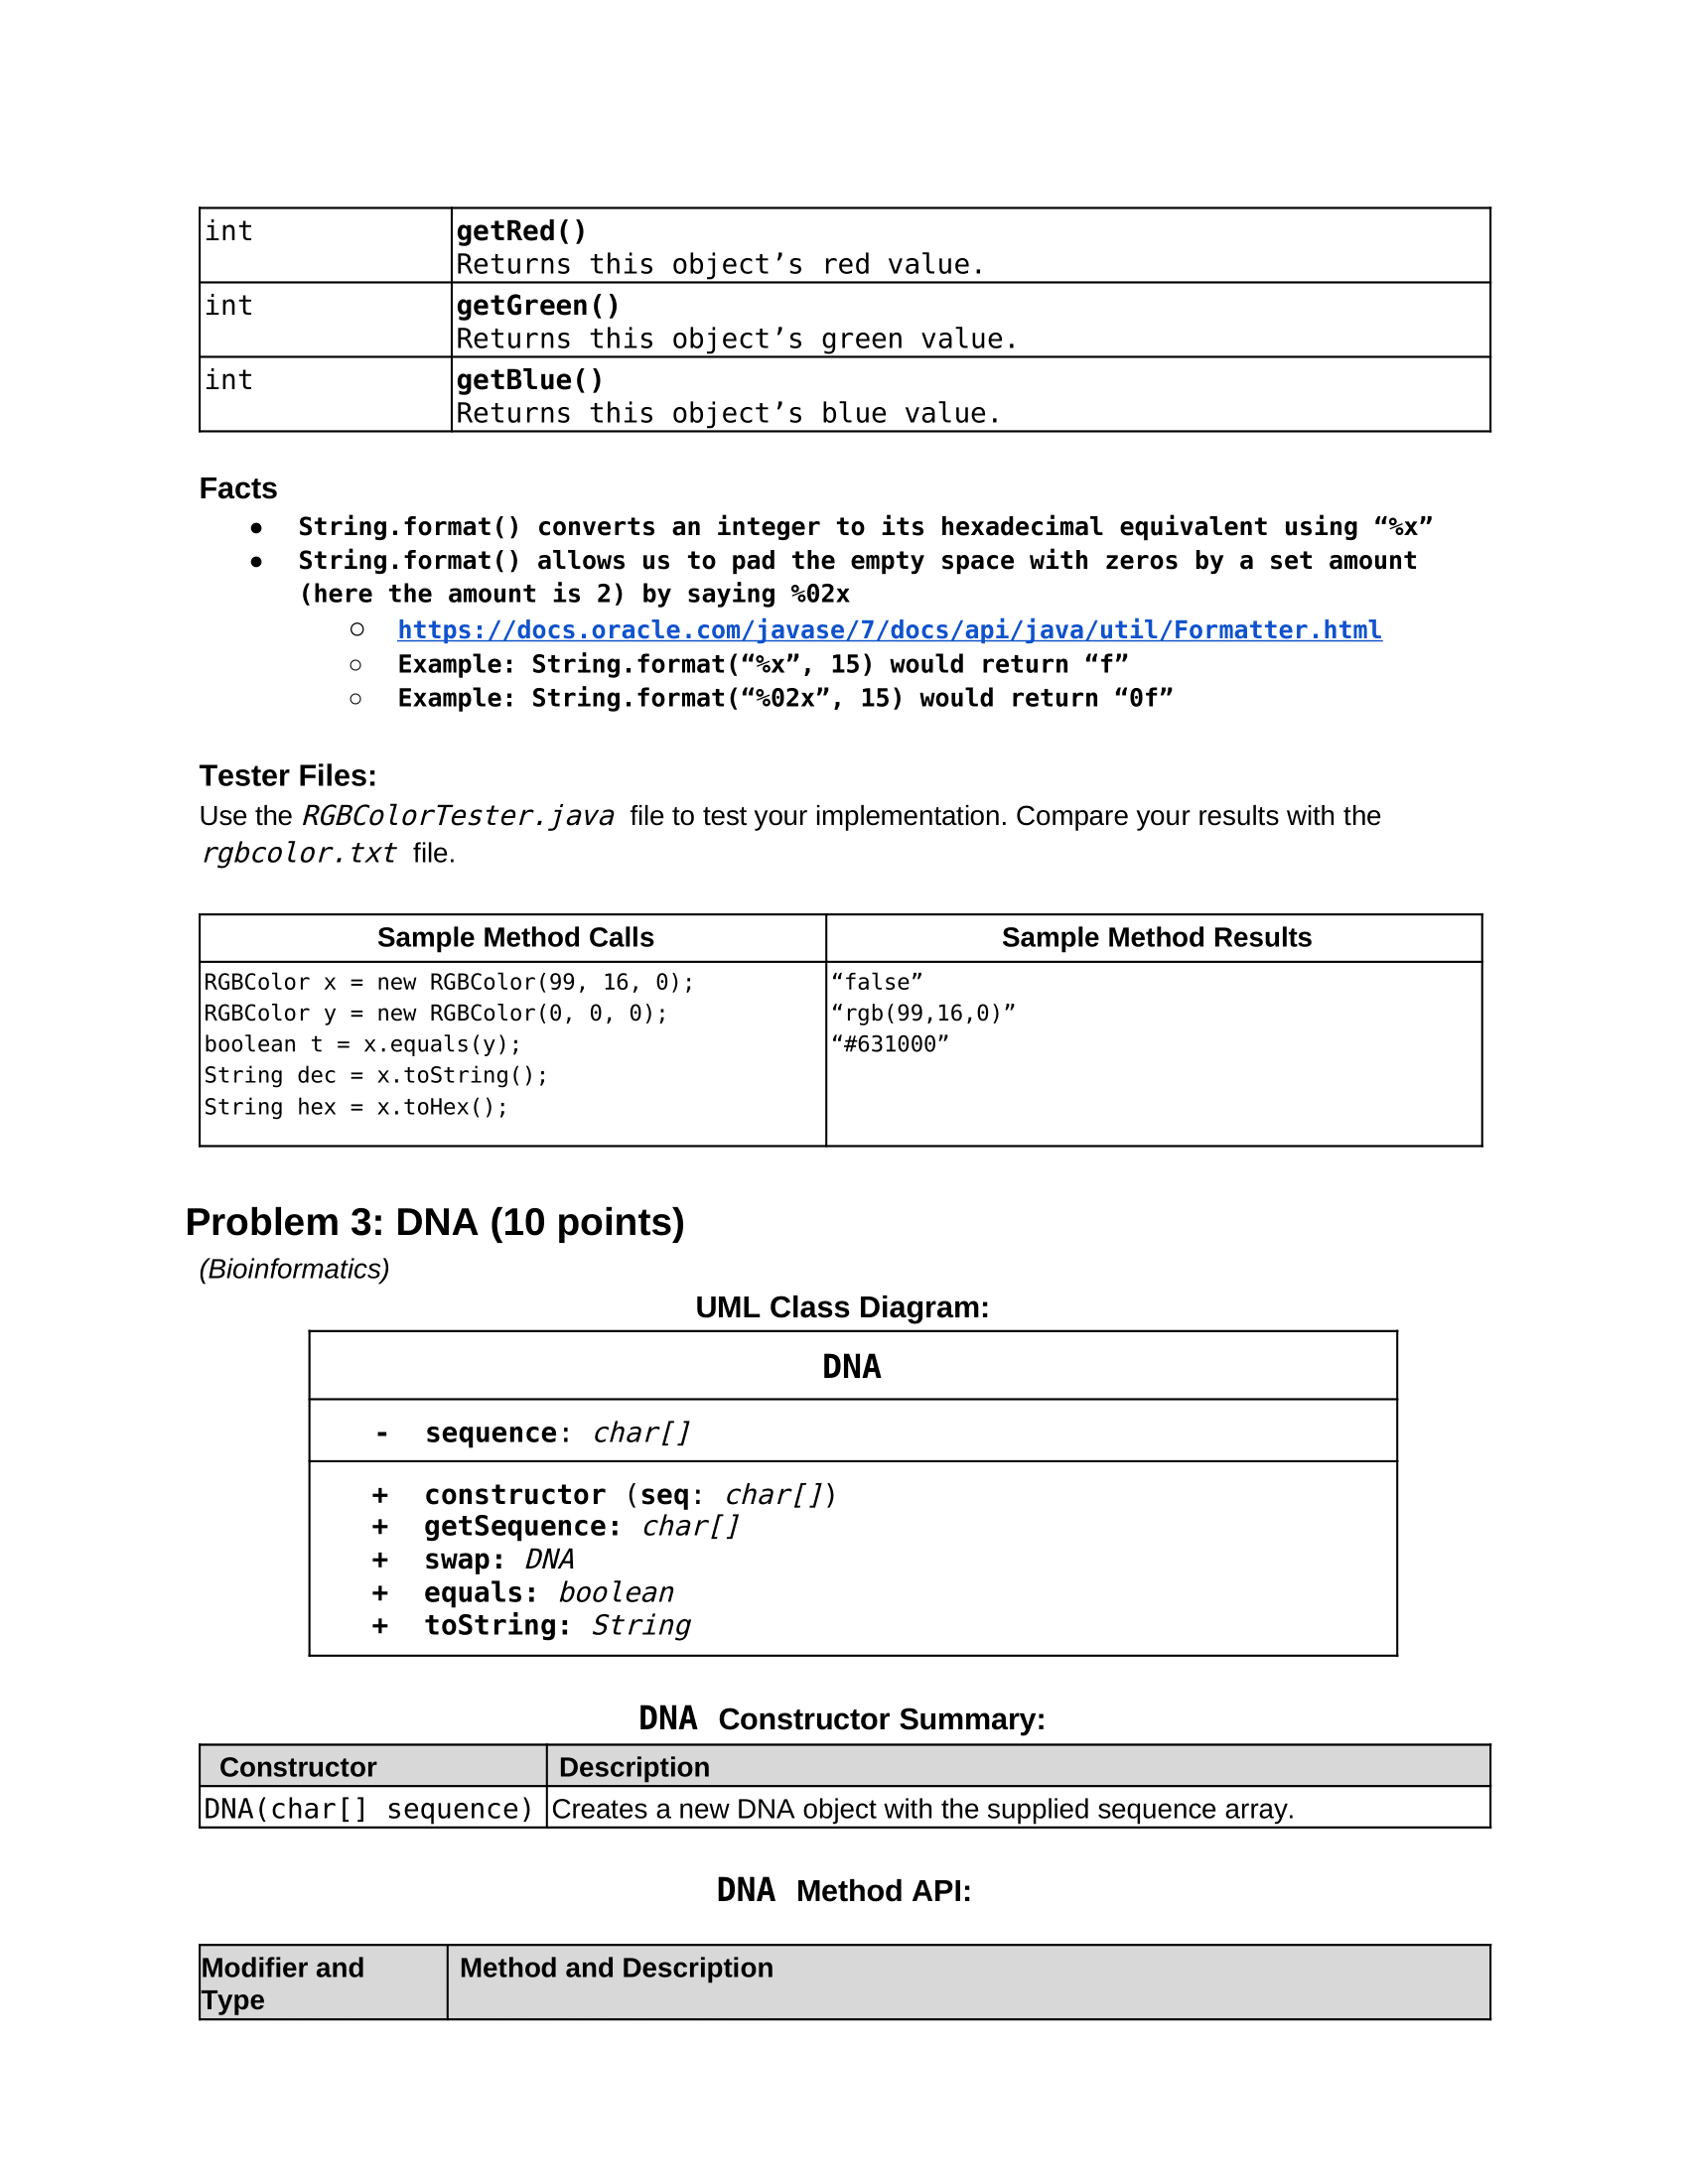 int getRed()
Returns this object’s red value.
int getGreen()
Returns this object’s green value.
int getBlue()
Returns this object’s blue value.
Facts
● String.format() converts an integer to its hexadecimal equivalent using “%x”
● String.format() allows us to pad the empty space with zeros by a set amount
(here the amount is 2) by saying %02x
○ https://docs.oracle.com/javase/7/docs/api/java/util/Formatter.html
○ Example: String.format(“%x”, 15) would return “f”
○ Example: String.format(“%02x”, 15) would return “0f”
Tester Files:
Use the RGBColorTester.java file to test your implementation. Compare your results with the
rgbcolor.txt file.
Sample Method Calls Sample Method Results
RGBColor x = new RGBColor(99, 16, 0); “false”
RGBColor y = new RGBColor(0, 0, 0); “rgb(99,16,0)”
boolean t = x.equals(y); “#631000”
String dec = x.toString();
String hex = x.toHex();
Problem 3: DNA (10 points)
(Bioinformatics)
UML Class Diagram:
DNA
- sequence: char[]
+ constructor (seq: char[])
+ getSequence: char[]
+ swap: DNA
+ equals: boolean
+ toString: String
DNA Constructor Summary:
Constructor Description
DNA(char[] sequence) Creates a new DNA object with the supplied sequence array.
DNA Method API:
Modifier and Method and Description
Type